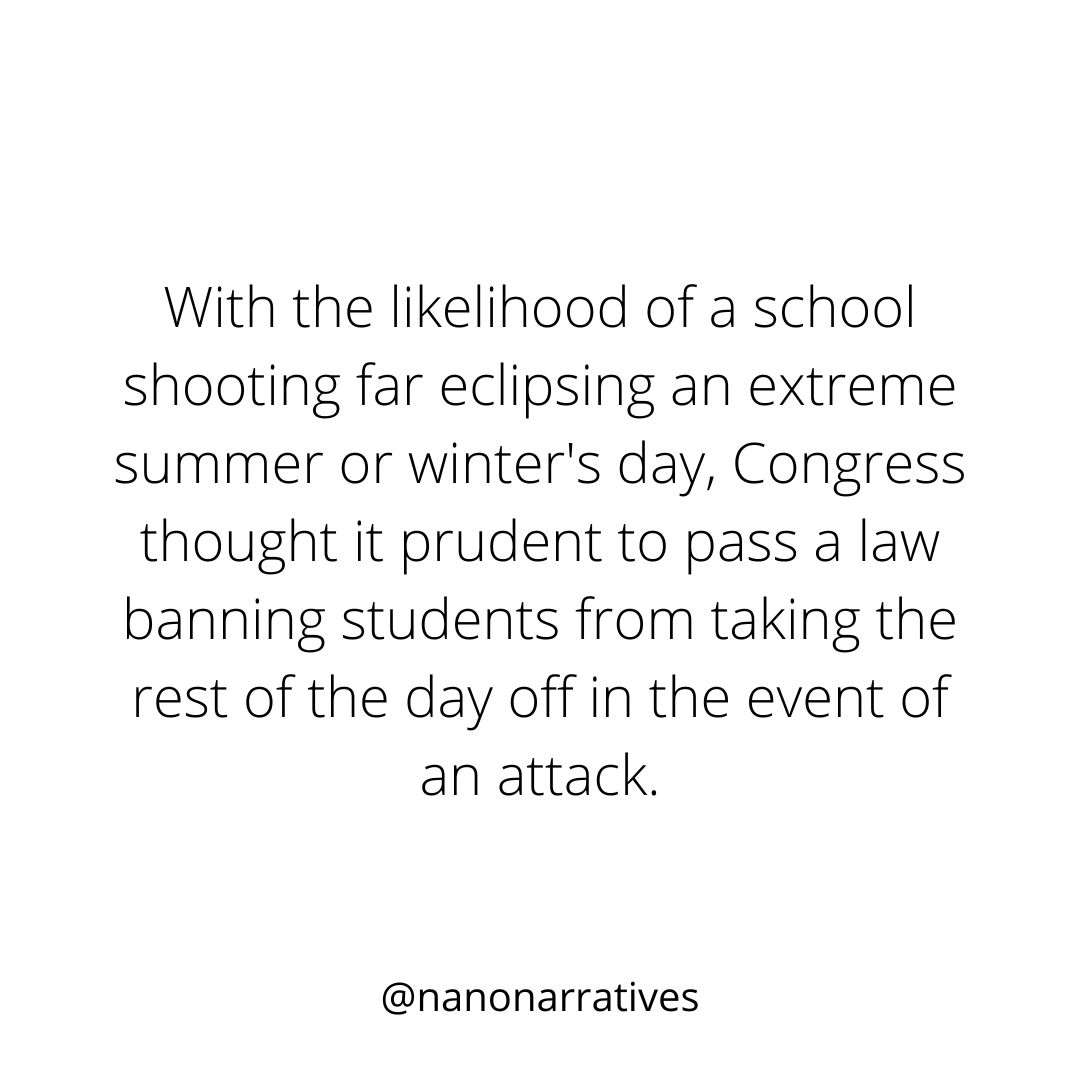 With the likelihood of a school
shooting far eclipsing an extreme
summer or winter's day, Congress
thought it prudent to pass a law
banning students from taking the
rest of the day off in the event of
an attack.
@nanonarratives